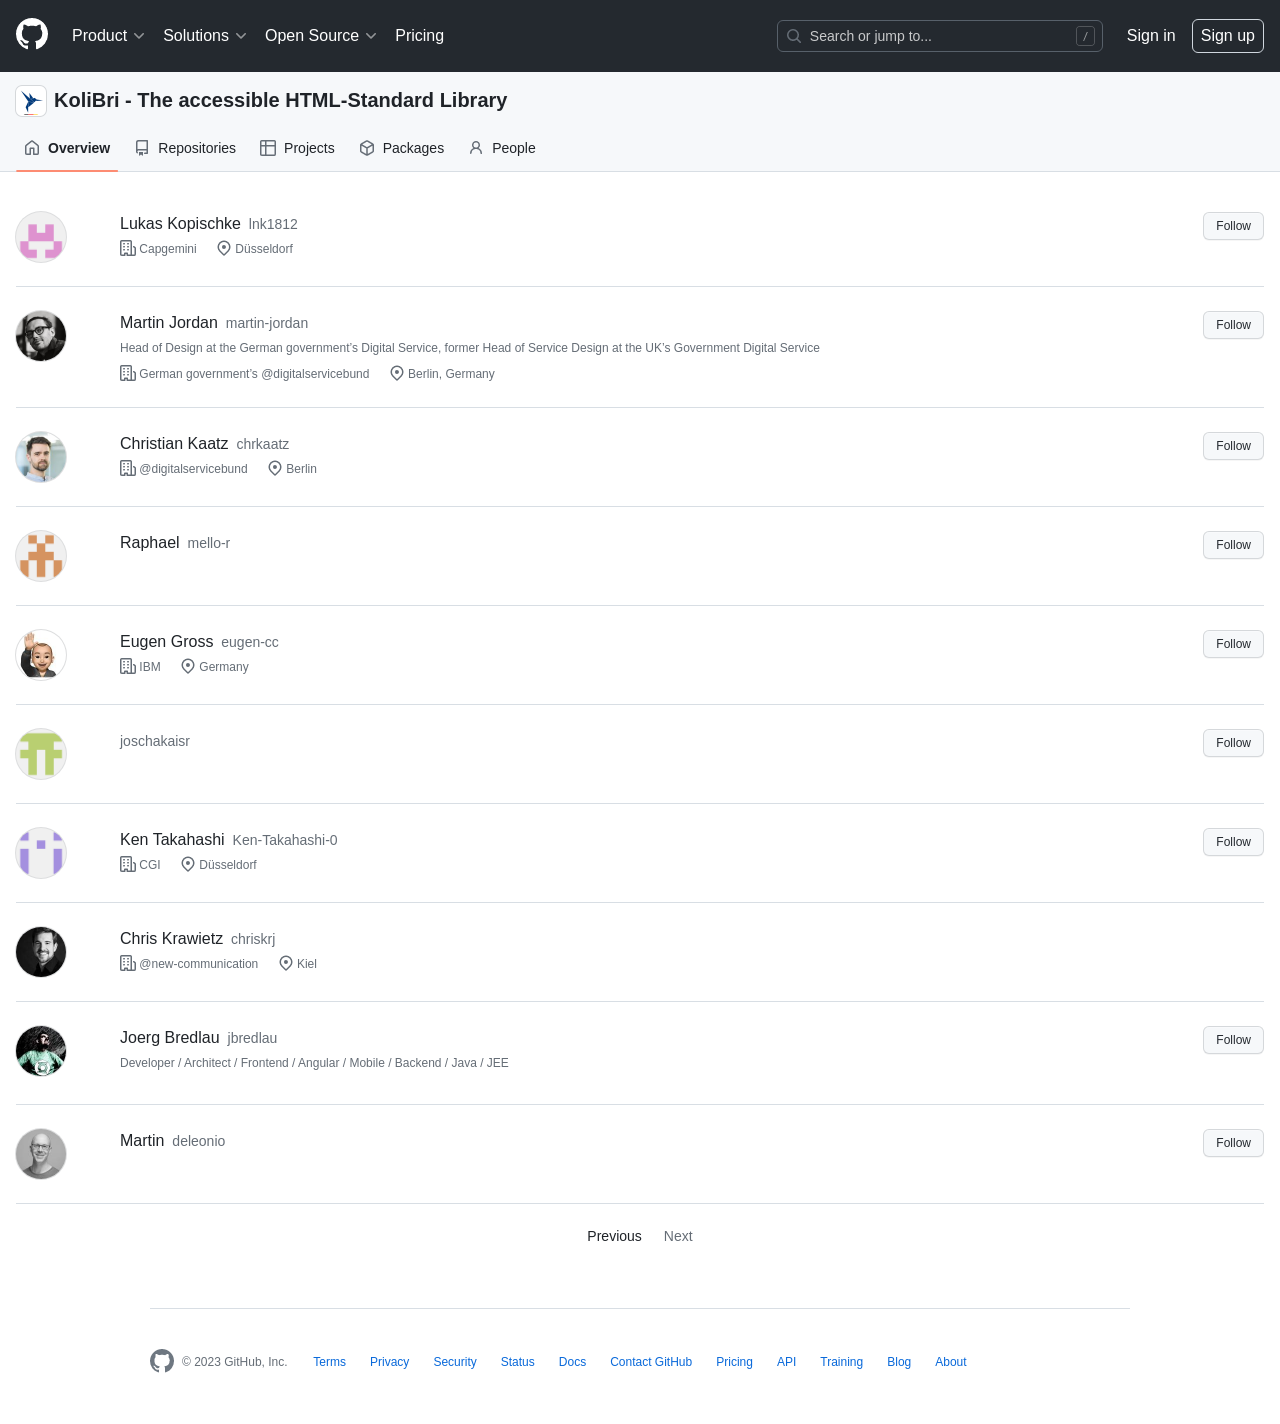 Product Solutions Open Source Pricing Search or jump to... / Sign in Sign up
KoliBri - The accessible HTML-Standard Library
Overview Repositories Projects Packages People
Lukas Kopischke lnk1812 Follow
Capgemini Düsseldorf
Martin Jordan martin-jordan Follow
Head of Design at the German government’s Digital Service, former Head of Service Design at the UK’s Government Digital Service
German government’s @digitalservicebund Berlin, Germany
Christian Kaatz chrkaatz Follow
@digitalservicebund Berlin
Raphael mello-r Follow
Eugen Gross eugen-cc Follow
IBM Germany
joschakaisr Follow
Ken Takahashi Ken-Takahashi-0 Follow
CGI Düsseldorf
Chris Krawietz chriskrj
@new-communication Kiel
Joerg Bredlau jbredlau Follow
Developer / Architect / Frontend / Angular / Mobile / Backend / Java / JEE
Martin deleonio Follow
Previous Next
© 2023 GitHub, Inc. Terms Privacy Security Status Docs Contact GitHub Pricing API Training Blog About